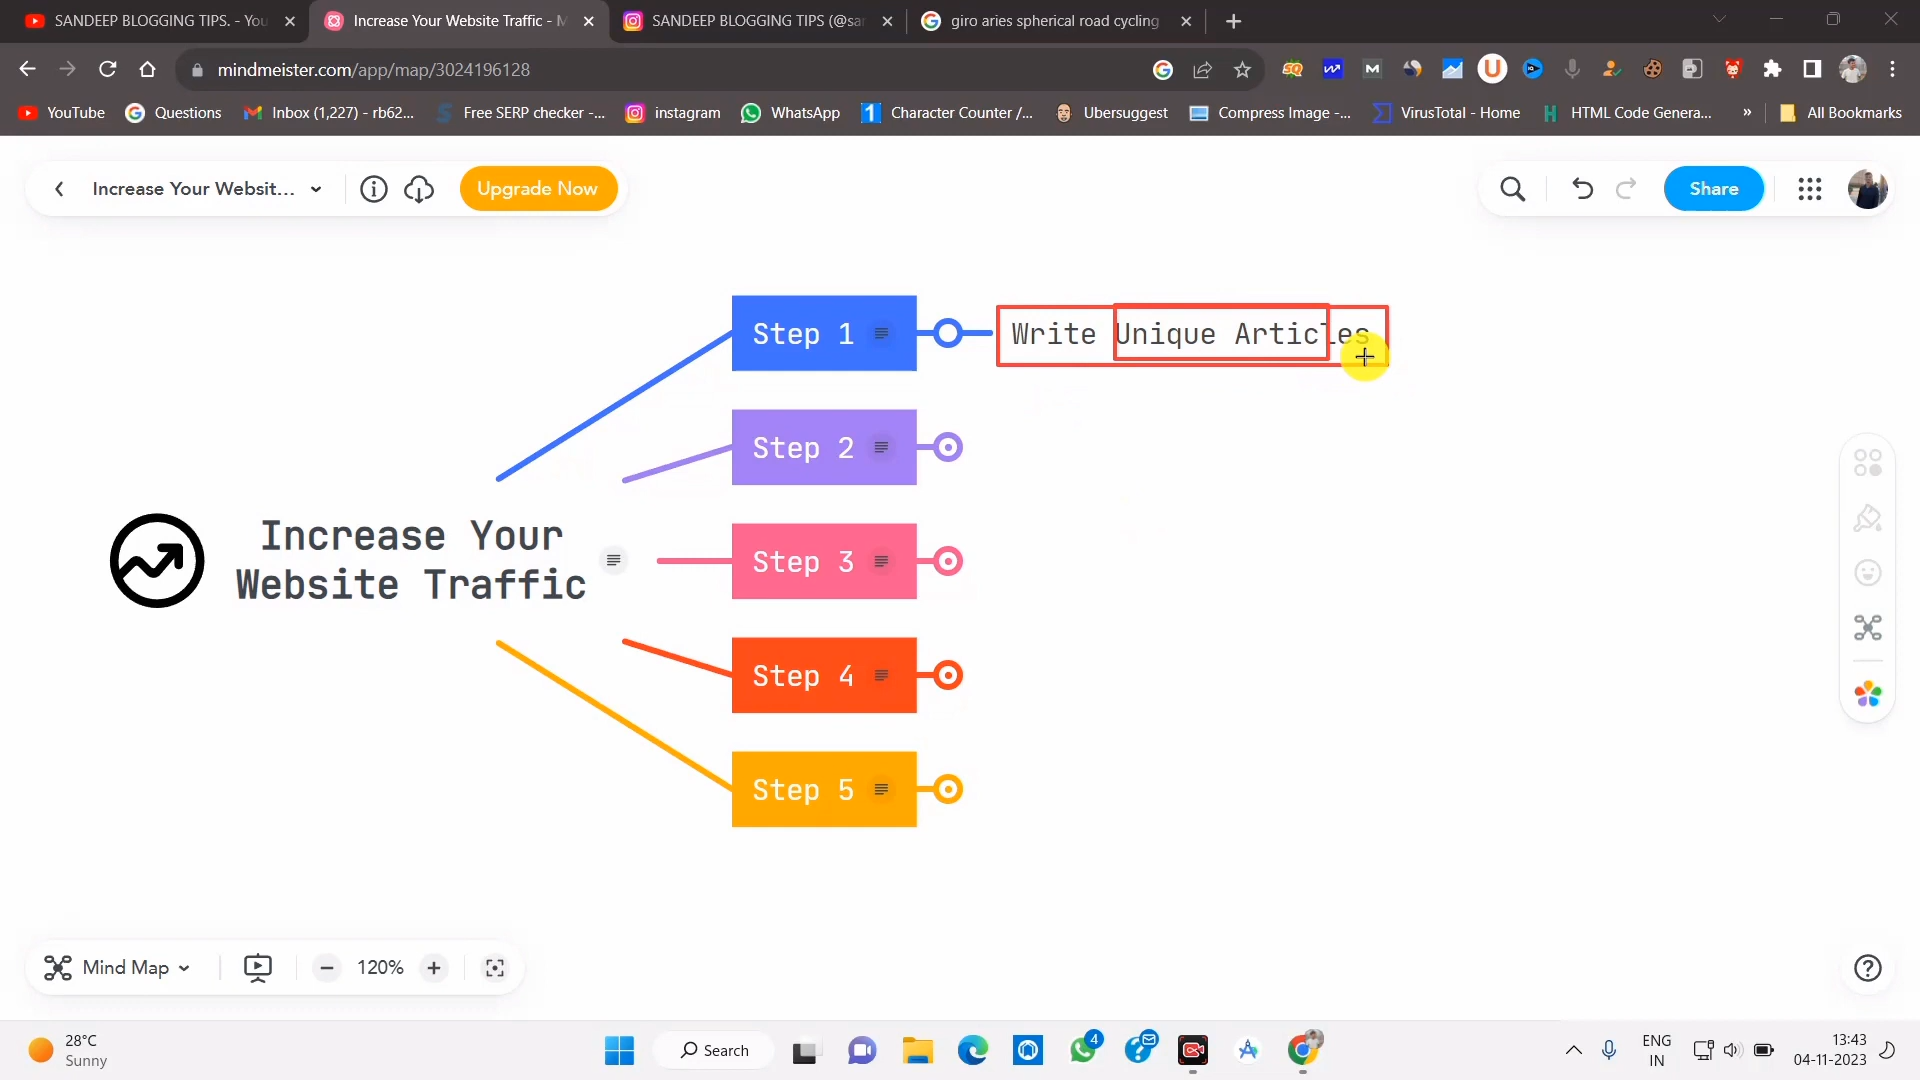 SANDEEP BLOGGING TIPS. - You
Increase Your Website Traffic - M
SANDEEP BLOGGING TIPS (@sar
giro aries spherical road cycling
mindmeister.com/app/map/3024196128
YouTube
Questions
Inbox (1,227) - rb62...
Free SERP checker -...
instagram
WhatsApp
Character Counter /...
Ubersuggest
Compress Image -...
VirusTotal - Home
HTML Code Genera...
»
All Bookmarks
Increase Your Websit...
Upgrade Now
Share
Step 1
Write Unique Articles
Step 2
Step 3
Step 4
Step 5
Increase Your
Website Traffic
Mind Map
120%
28°C
Sunny
Search
4
ENG
IN
13:43
04-11-2023